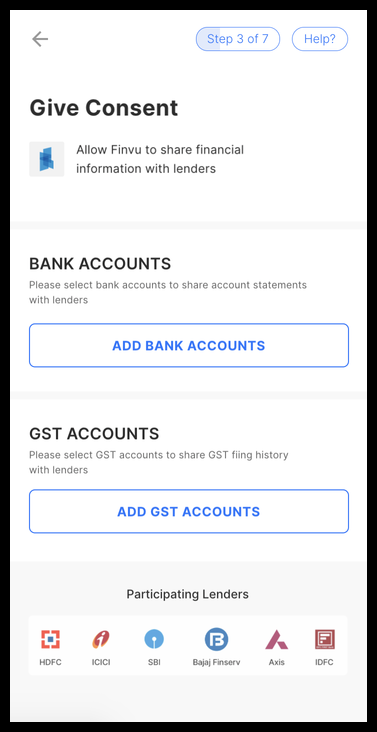 Step 3 of 7
Help?
Give Consent
Allow Finvu to share financial
information with lenders
BANK ACCOUNTS
Please select bank accounts to share account statements
with lenders
ADD BANK ACCOUNTS
GST ACCOUNTS
Please select GST accounts to share GST fiing history
with lenders
ADD GST ACCOUNTS
Participating Lenders
HDFC
ICICI
SBI
Bajaj Finserv
Axis
IDFC